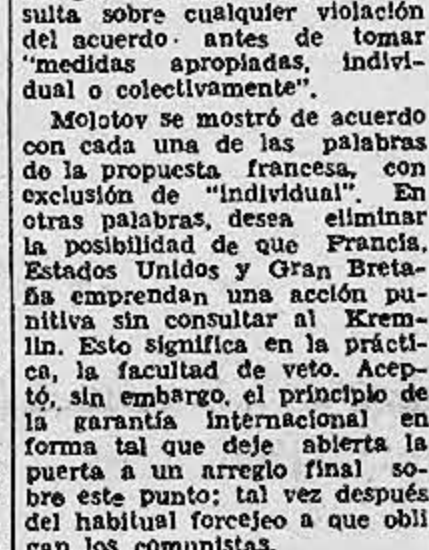 sulta sobre cualquier violación
del acuerdo antes de tomar
"medidas apropiadas, indivi-
dual o colectivamente".
Molotov se mostró de acuerdo
con cada una de las palabras
de la propuesta francesa, con
exclusión de "individual". En
otras palabras, desea eliminar
la posibilidad de que Francia,
Estados Unidos y Gran Breta-
ña emprendan una acción pu-
nitiva sin consultar al Krem-
lin. Esto significa en la prácti-
ca, la facultad de veto. Acep-
tó, sin embargo, el principio de
la garantía internacional en
forma tal que deje abierta la
puerta a un arreglo final so-
bre este punto; tal vez después
del habitual forcejeo a que obli
gan los comunistas.